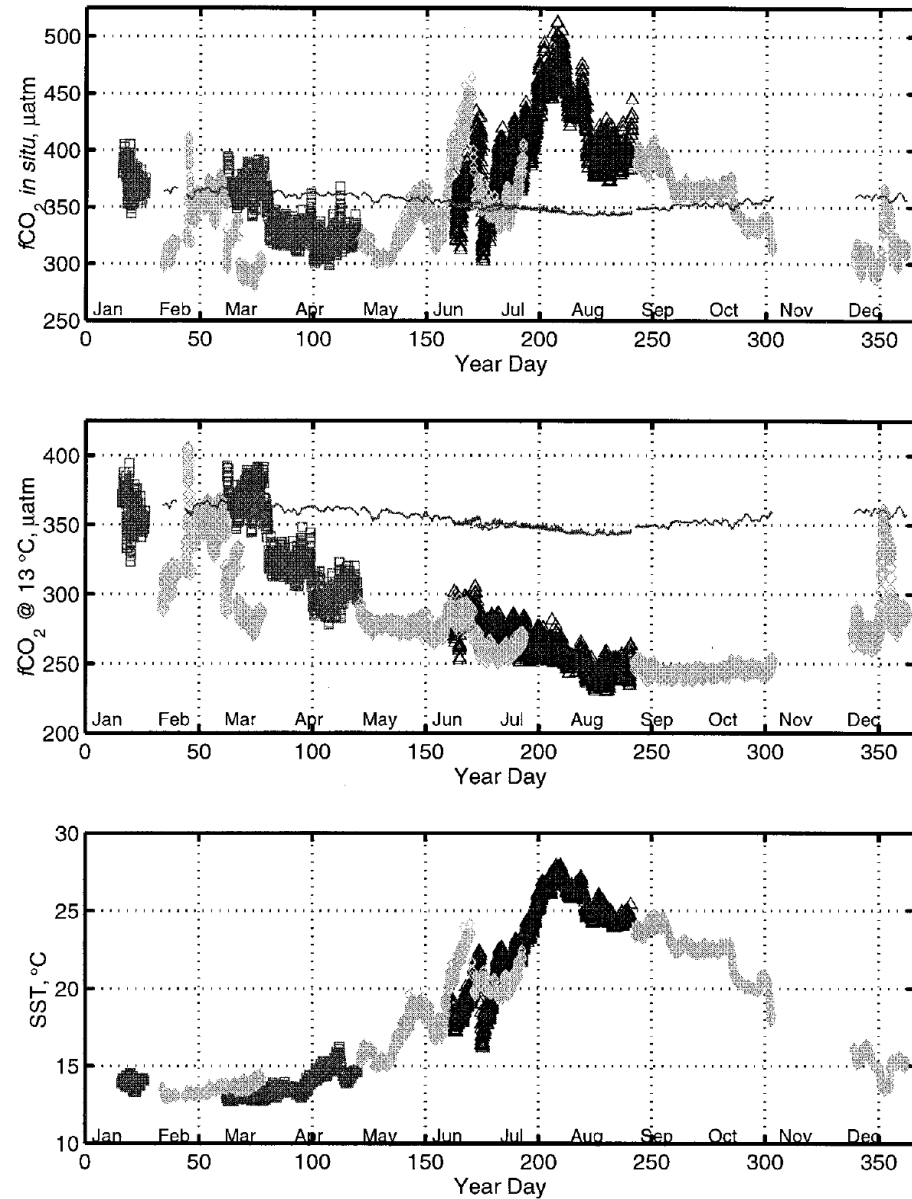 500
450
400
350
300
250
fCO2 in situ, µatm
Jan Feb Mar Apr May Jun Jul Aug Sep Oct Nov Dec
0 50 100 150 200 250 300 350
Year Day
400
350
300
250
200
fCO2 @ 13 °C, µatm
Jan Feb Mar Apr May Jun Jul Aug Sep Oct Nov Dec
0 50 100 150 200 250 300 350
Year Day
30
25
20
15
10
SST, °C
Jan Feb Mar Apr May Jun Jul Aug Sep Oct Nov Dec
0 50 100 150 200 250 300 350
Year Day